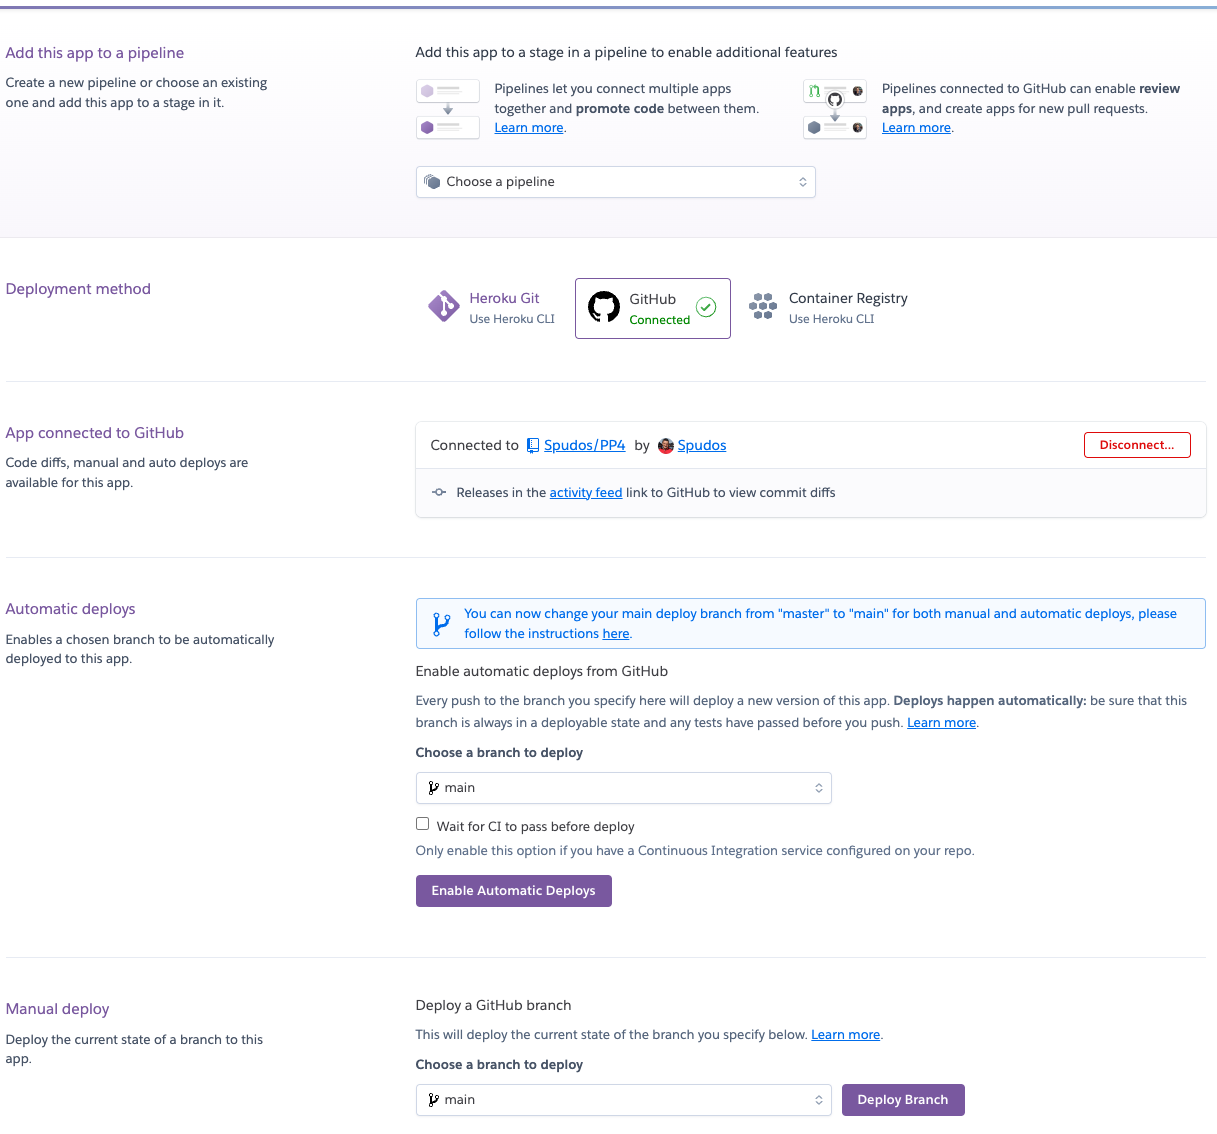 Add this app to a pipeline
Create a new pipeline or choose an existing
one and add this app to a stage in it.
Add this app to a stage in a pipeline to enable additional features
Pipelines let you connect multiple apps
together and promote code between them.
Learn more.
Pipelines connected to GitHub can enable review
apps, and create apps for new pull requests.
Learn more.
Choose a pipeline
Deployment method
Heroku Git
Use Heroku CLI
GitHub
Connected
Container Registry
Use Heroku CLI
App connected to GitHub
Code diffs, manual and auto deploys are
available for this app.
Connected to Spudos/PP4 by Spudos
Disconnect...
Releases in the activity feed link to GitHub to view commit diffs
Automatic deploys
Enables a chosen branch to be automatically
deployed to this app.
You can now change your main deploy branch from "master" to "main" for both manual and automatic deploys, please
follow the instructions here.
Enable automatic deploys from GitHub
Every push to the branch you specify here will deploy a new version of this app. Deploys happen automatically: be sure that this
branch is always in a deployable state and any tests have passed before you push. Learn more.
Choose a branch to deploy
main
Wait for CI to pass before deploy
Only enable this option if you have a Continuous Integration service configured on your repo.
Enable Automatic Deploys
Manual deploy
Deploy the current state of a branch to this
app.
Deploy a GitHub branch
This will deploy the current state of the branch you specify below. Learn more.
Choose a branch to deploy
main
Deploy Branch